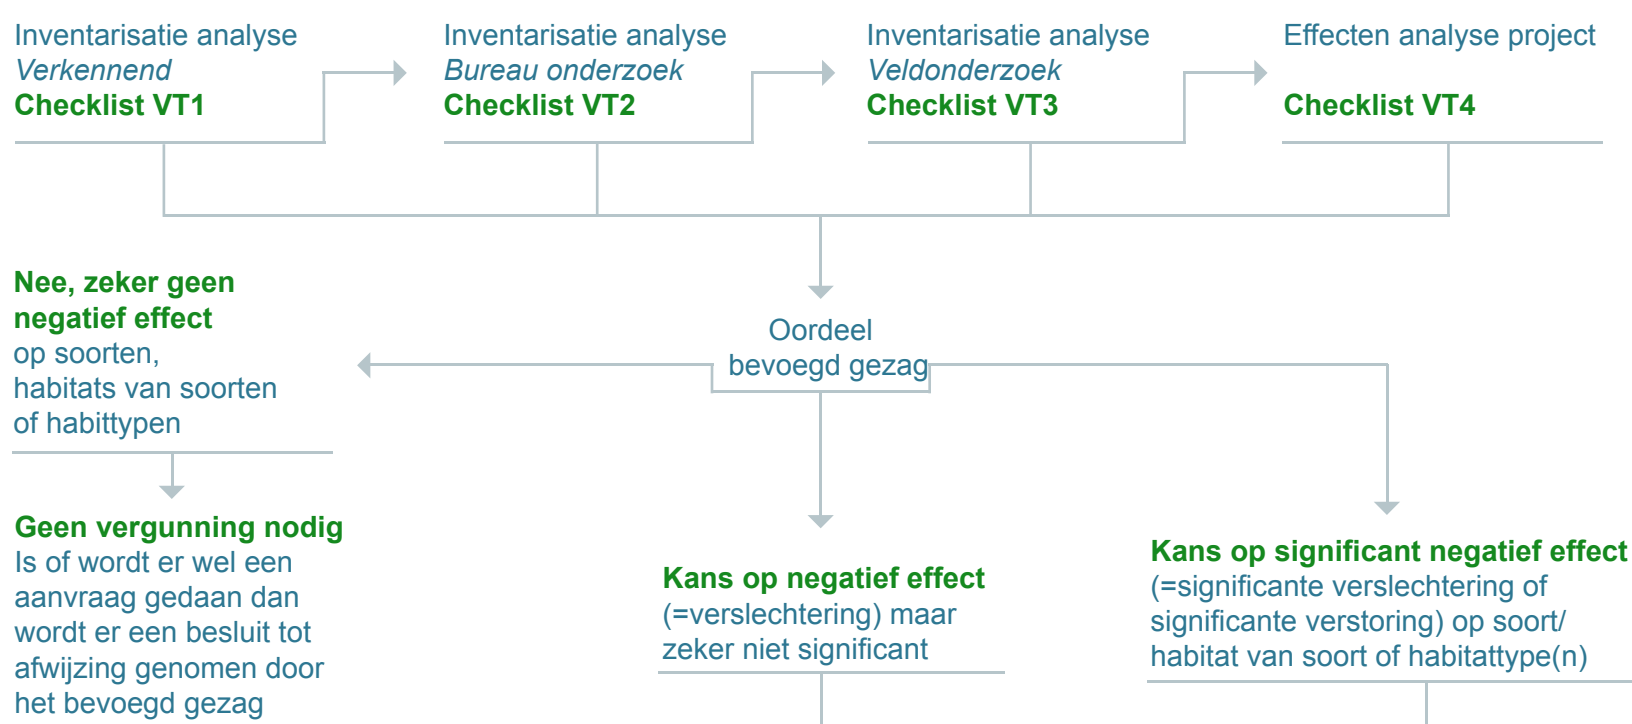 Inventarisatie analyse
Verkennend
Checklist VT1
Inventarisatie analyse
Bureau onderzoek
Checklist VT2
Inventarisatie analyse
Veldonderzoek
Checklist VT3
Effecten analyse project
Checklist VT4
Oordeel
bevoegd gezag
Nee, zeker geen
negatief effect
op soorten,
habitats van soorten
of habittypen
Geen vergunning nodig
Is of wordt er wel een
aanvraag gedaan dan
wordt er een besluit tot
afwijzing genomen door
het bevoegd gezag
Kans op negatief effect
(=verslechtering) maar
zeker niet significant
Kans op significant negatief effect
(=significante verslechtering of
significante verstoring) op soort/
habitat van soort of habitattype(n)